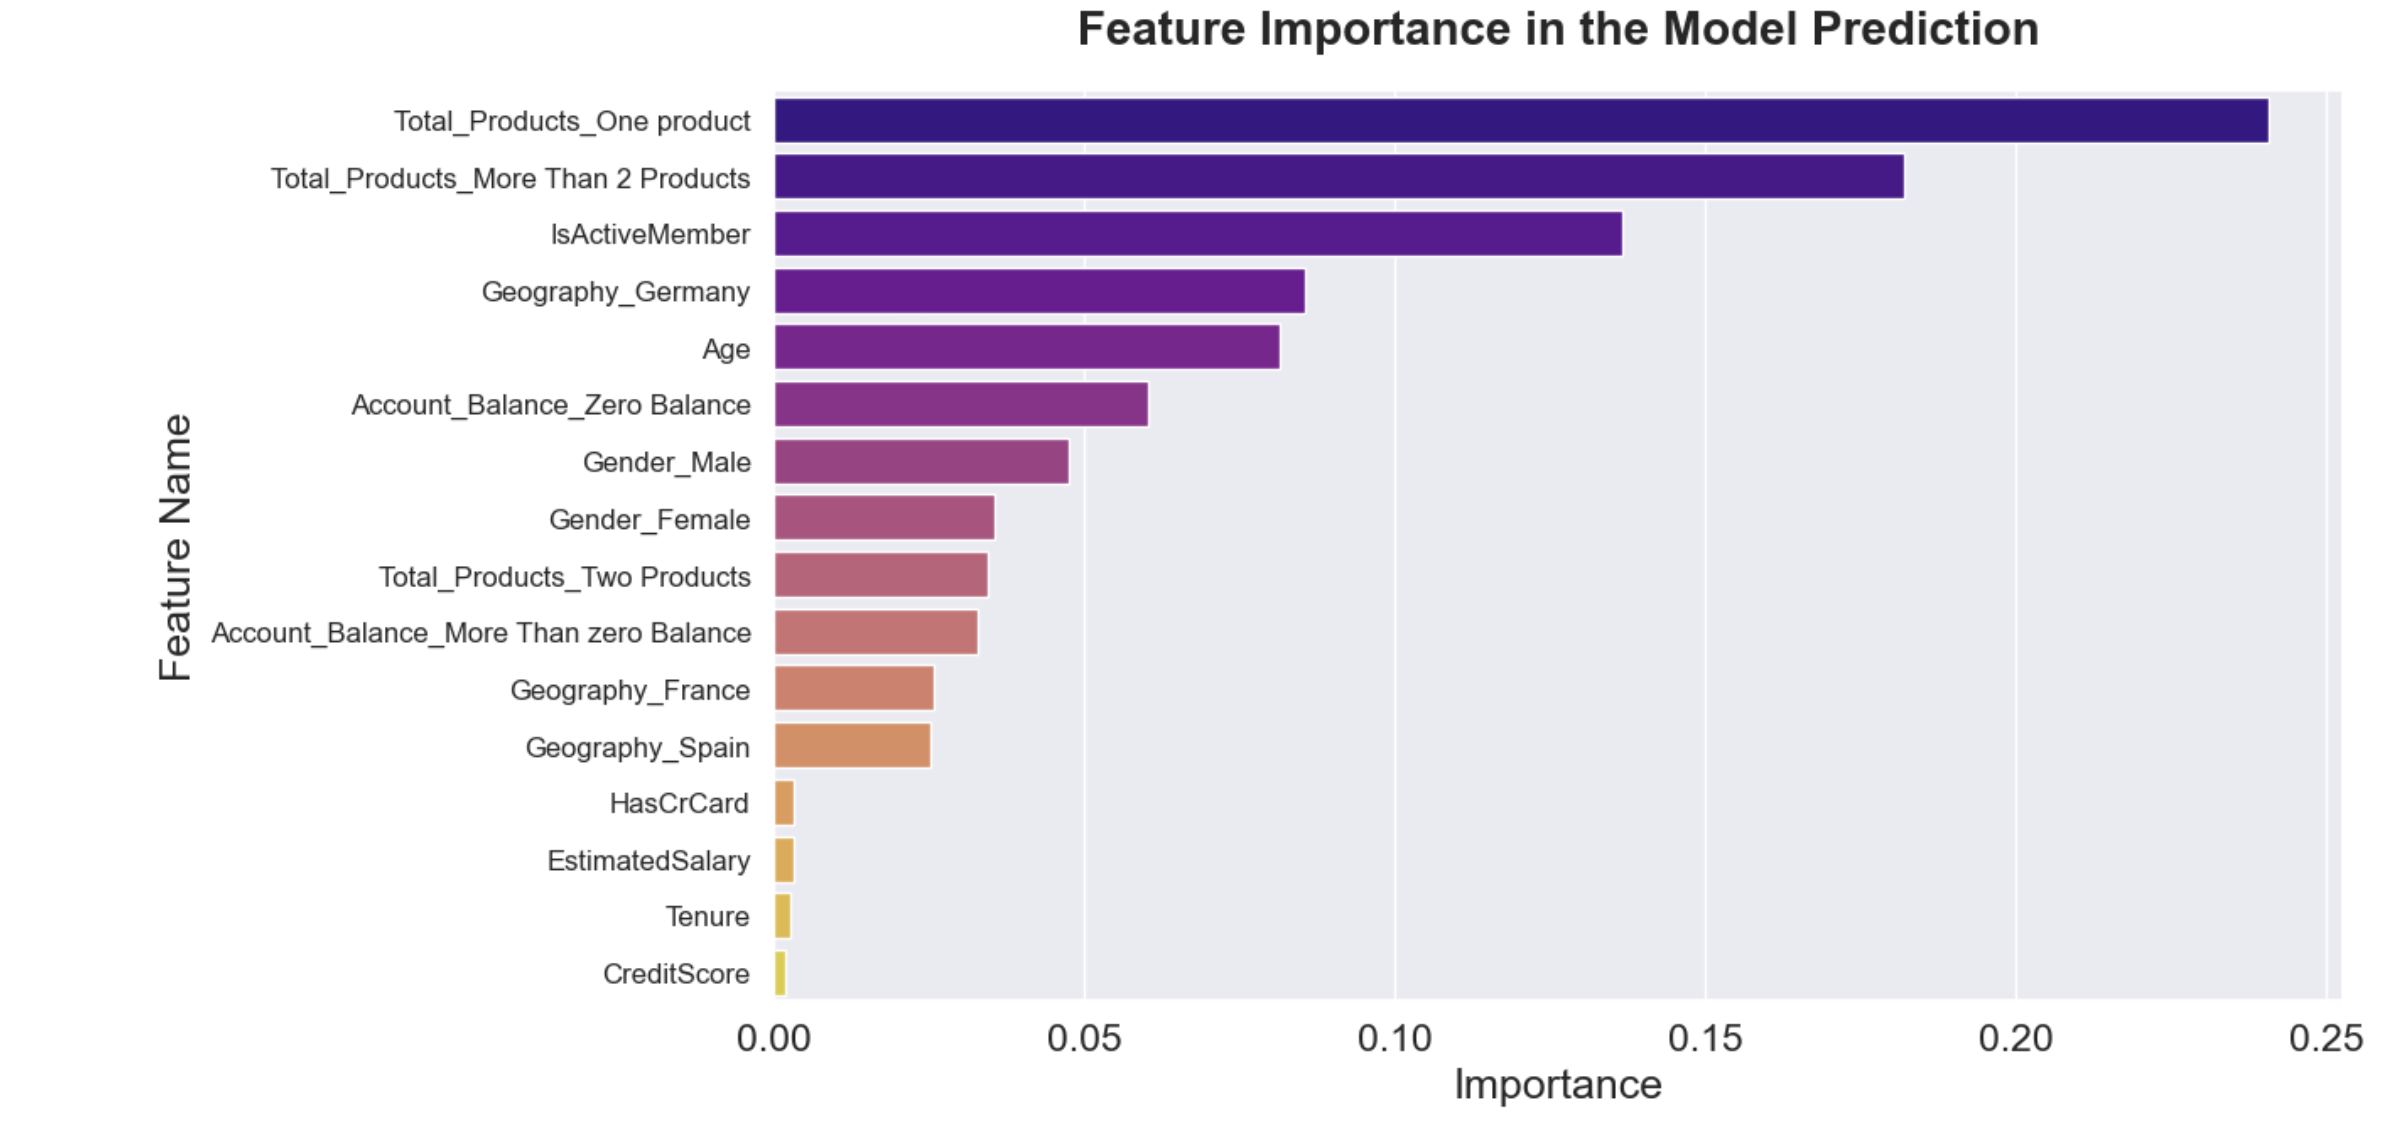 Feature Importance in the Model Prediction
Feature Name
Total_Products_One product
Total_Products_More Than 2 Products
IsActiveMember
Geography_Germany
Age
Account_Balance_Zero Balance
Gender_Male
Gender_Female
Total_Products_Two Products
Account_Balance_More Than zero Balance
Geography_France
Geography_Spain
HasCrCard
EstimatedSalary
Tenure
CreditScore
0.00 0.05 0.10 0.15 0.20 0.25
Importance